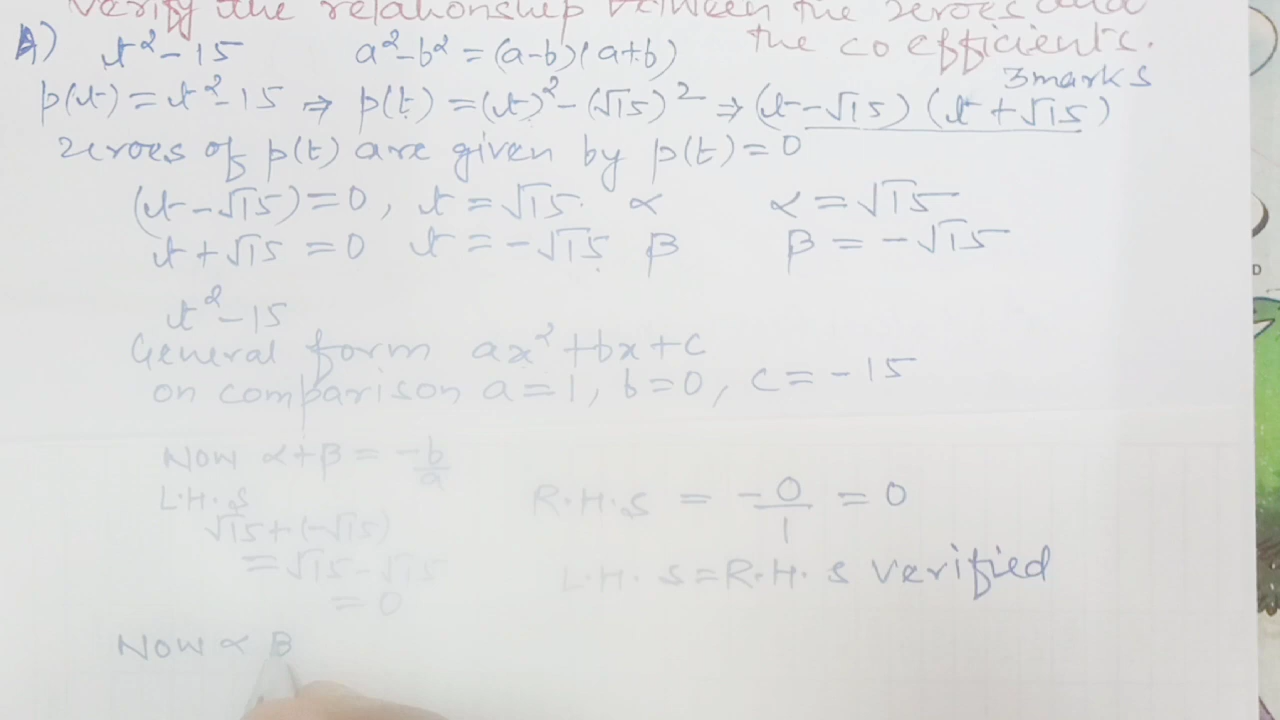 verify the relationship between the zeroes and
the coefficients.
3marks
A) t²-15 a²-b² = (a-b)(a+b)
p(t) = t²-15 ⇒ p(t) = (t)² - (√15)² ⇒ (t-√15) (t+√15)
zeroes of p(t) are given by p(t)=0
(t-√15)=0, t=√15. α α=√15
t+√15 = 0 t=-√15 β β = -√15
t²-15
General form ax²+bx+c
on comparison a=1, b=0, c=-15
Now α+β = -b/a
L.H.S R.H.S = -0/1 = 0
√15+(-√15)
=√15-√15 L.H.S=R.H.S verified
=0
Now α β